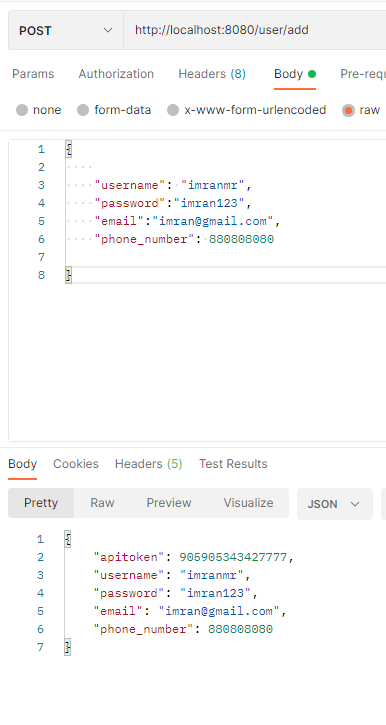 POST http://localhost:8080/user/add
Params Authorization Headers (8) Body
none form-data x-www-form-urlencoded raw
1 {
2
3 "username": "imranmr",
4 "password":"imran123",
5 "email":"imran@gmail.com",
6 "phone_number": 880808080
7
8 }
Body Cookies Headers (5) Test Results
Pretty Raw Preview Visualize JSON
1 {
2 "apitoken": 905905343427777,
3 "username": "imranmr",
4 "password": "imran123",
5 "email": "imran@gmail.com",
6 "phone_number": 880808080
7 }